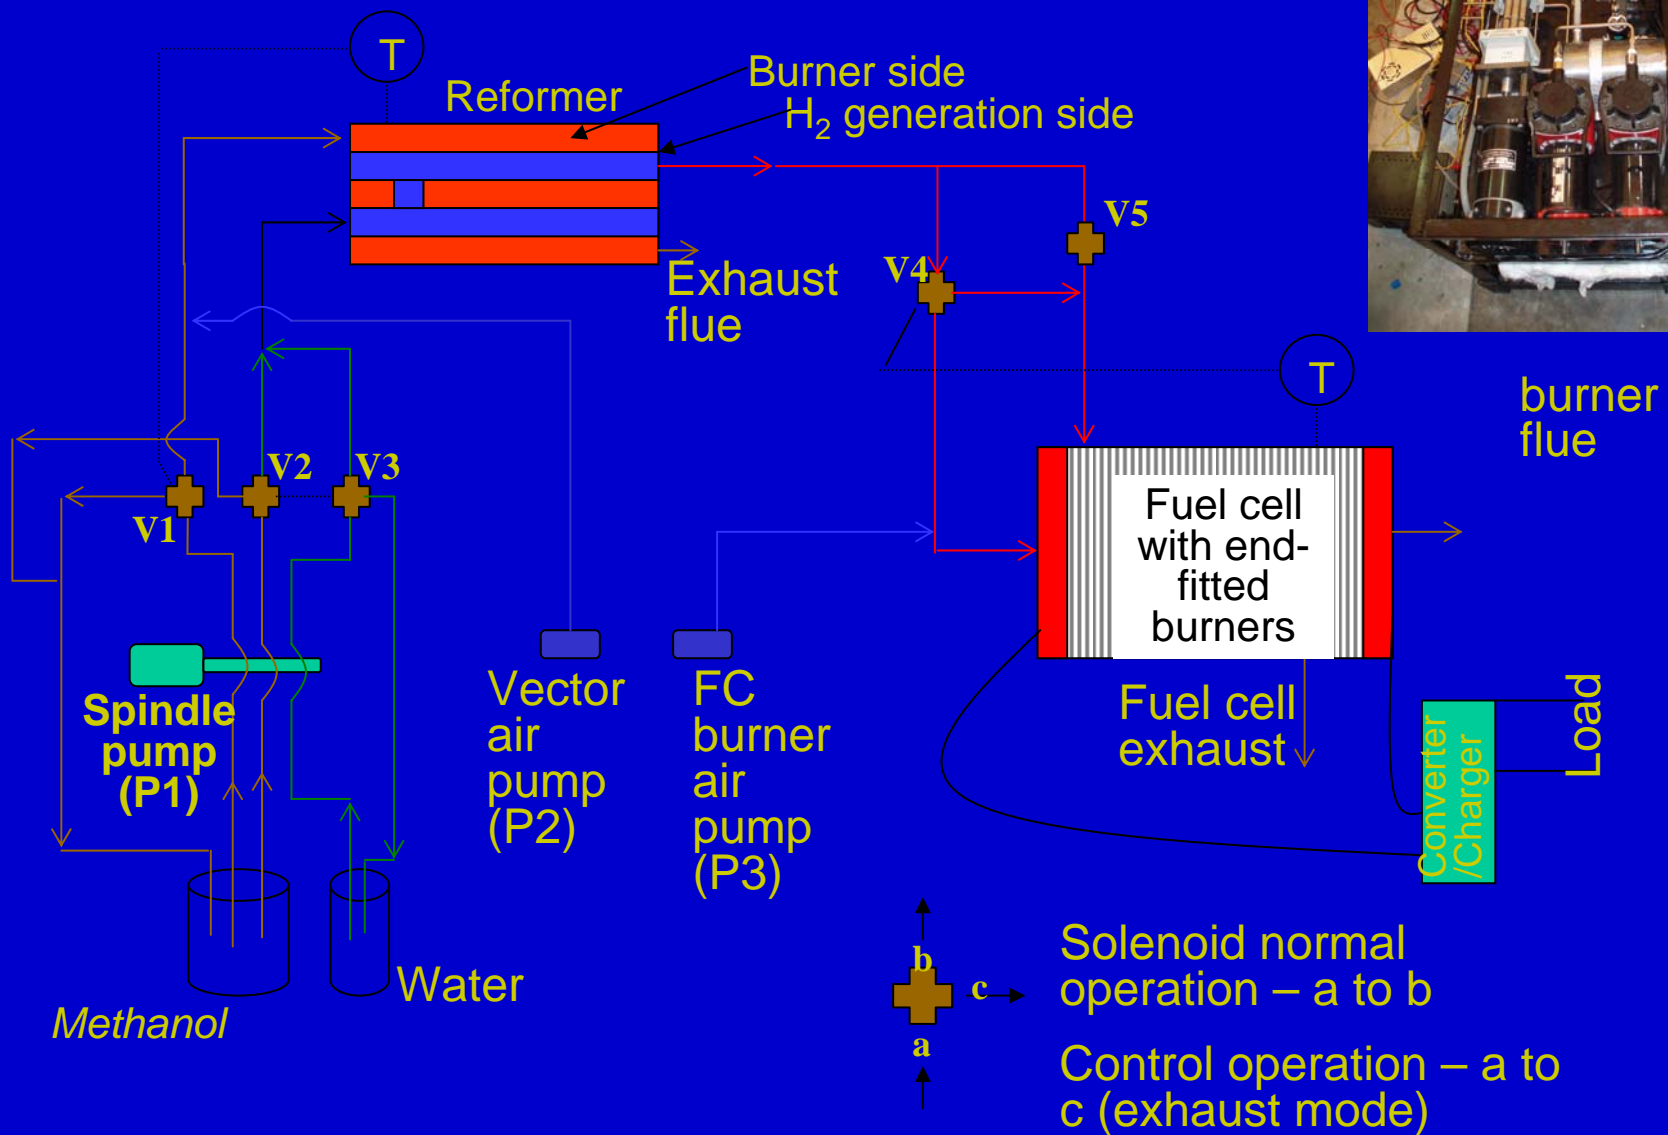 T
Reformer
Burner side
H₂ generation side
V5
V4
Exhaust
flue
T
burner
flue
V2
V3
V1
Fuel cell
with end-
fitted
burners
Spindle
pump
(P1)
Vector
air
pump
(P2)
FC
burner
air
pump
(P3)
Fuel cell
exhaust
Converter
/Charger
Load
Water
Methanol
b
c
a
Solenoid normal
operation – a to b
Control operation – a to
c (exhaust mode)